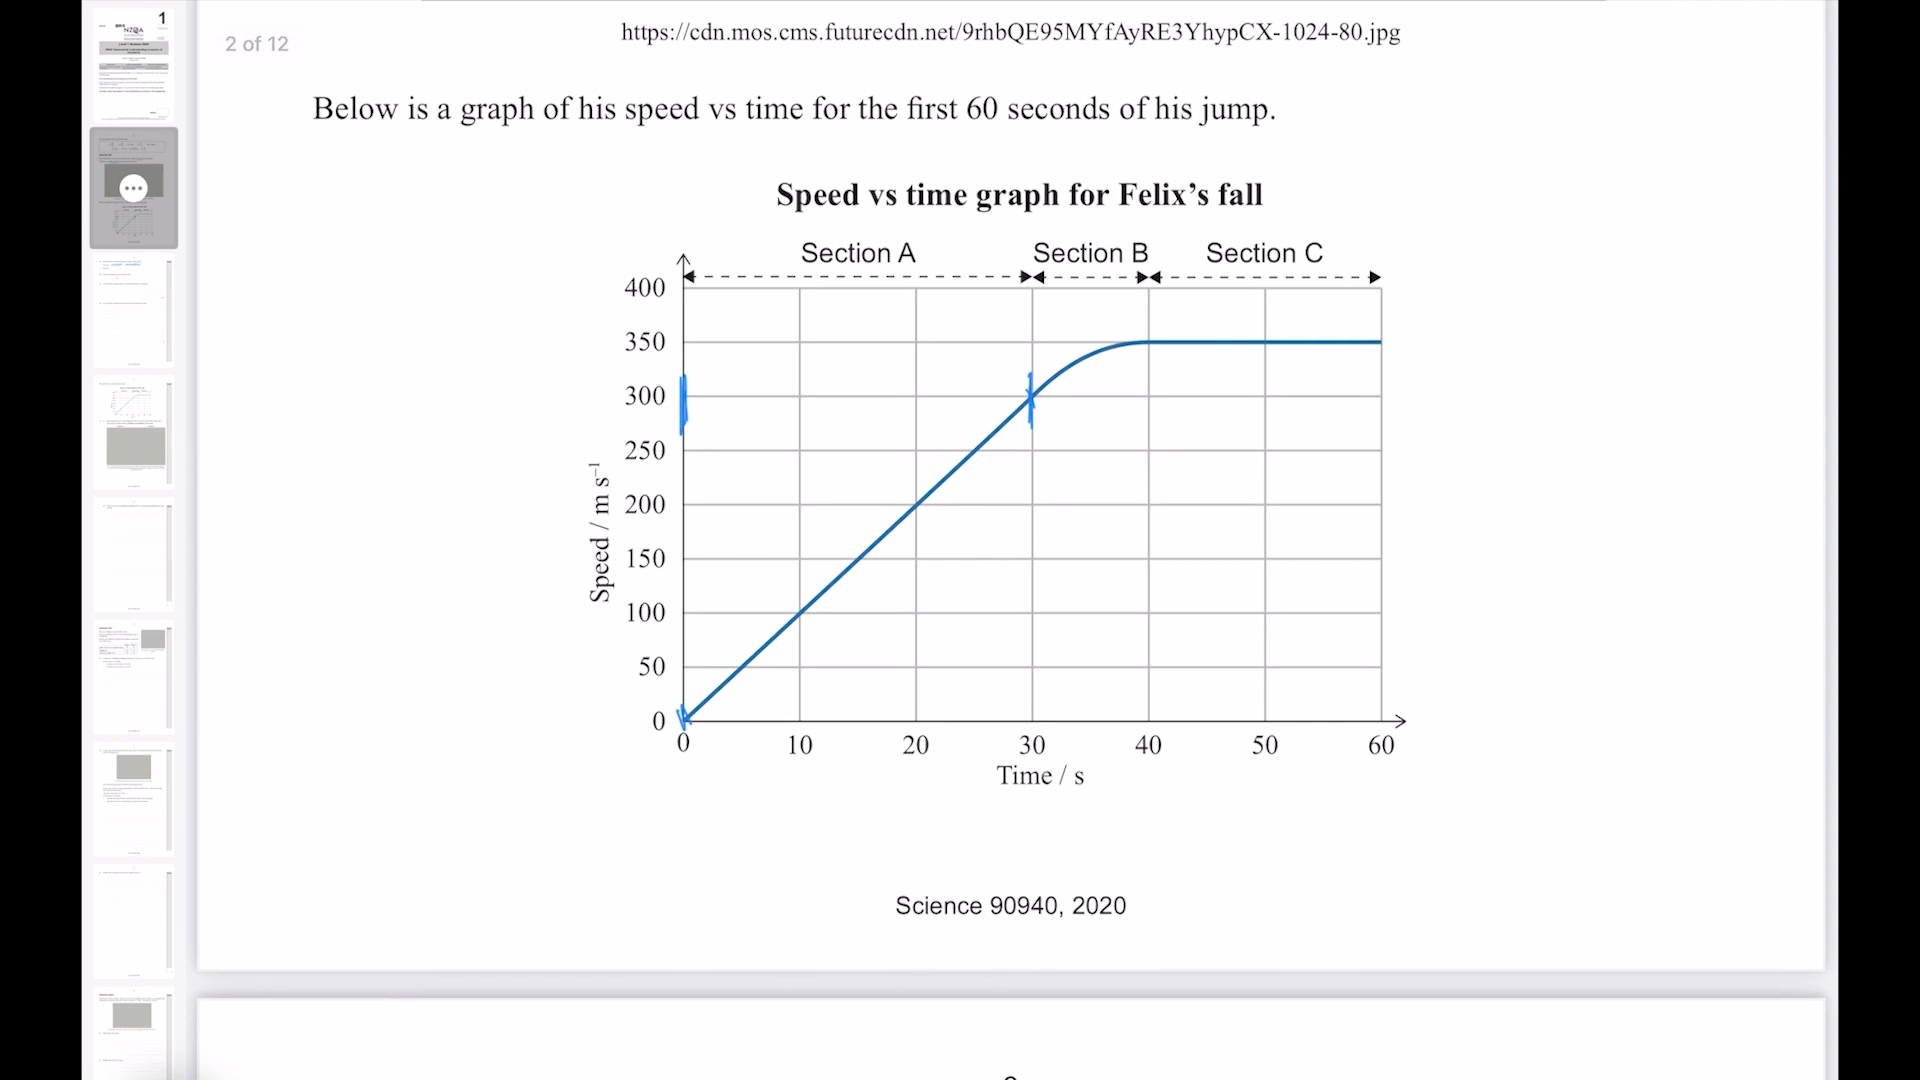 1
NZQA
2 of 12
https://cdn.mos.cms.futurecdn.net/9rhbQE95MYfAyRE3YhypCX-1024-80.jpg
Below is a graph of his speed vs time for the first 60 seconds of his jump.
Speed vs time graph for Felix’s fall
Section A Section B Section C
400
350
300
250
200
150
100
50
0
Speed / m s⁻¹
0 10 20 30 40 50 60
Time / s
Science 90940, 2020